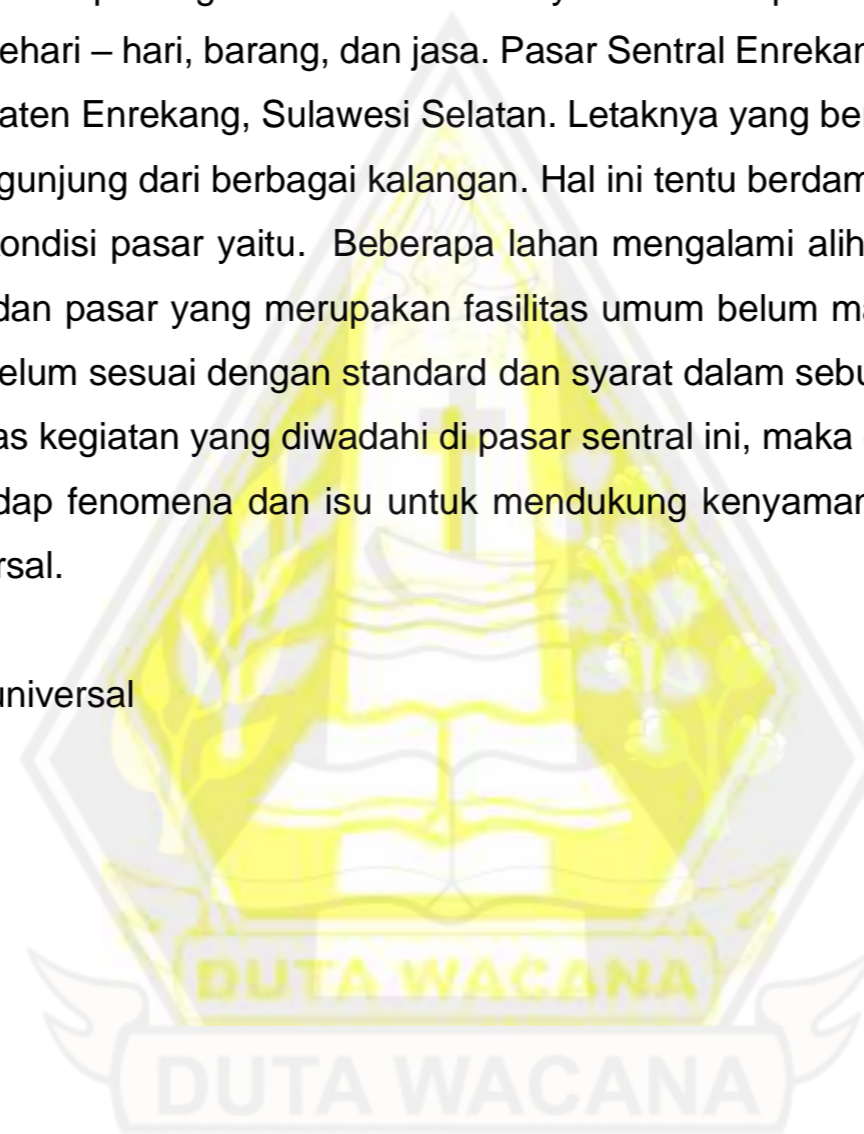 ehari – hari, barang, dan jasa. Pasar Sentral Enrekan
aten Enrekang, Sulawesi Selatan. Letaknya yang ber
gunjung dari berbagai kalangan. Hal ini tentu berdam
ondisi pasar yaitu.  Beberapa lahan mengalami alih
dan pasar yang merupakan fasilitas umum belum ma
elum sesuai dengan standard dan syarat dalam sebu
as kegiatan yang diwadahi di pasar sentral ini, maka
dap fenomena dan isu untuk mendukung kenyaman
rsal.
universal
DUTA WACANA
DUTA WACANA